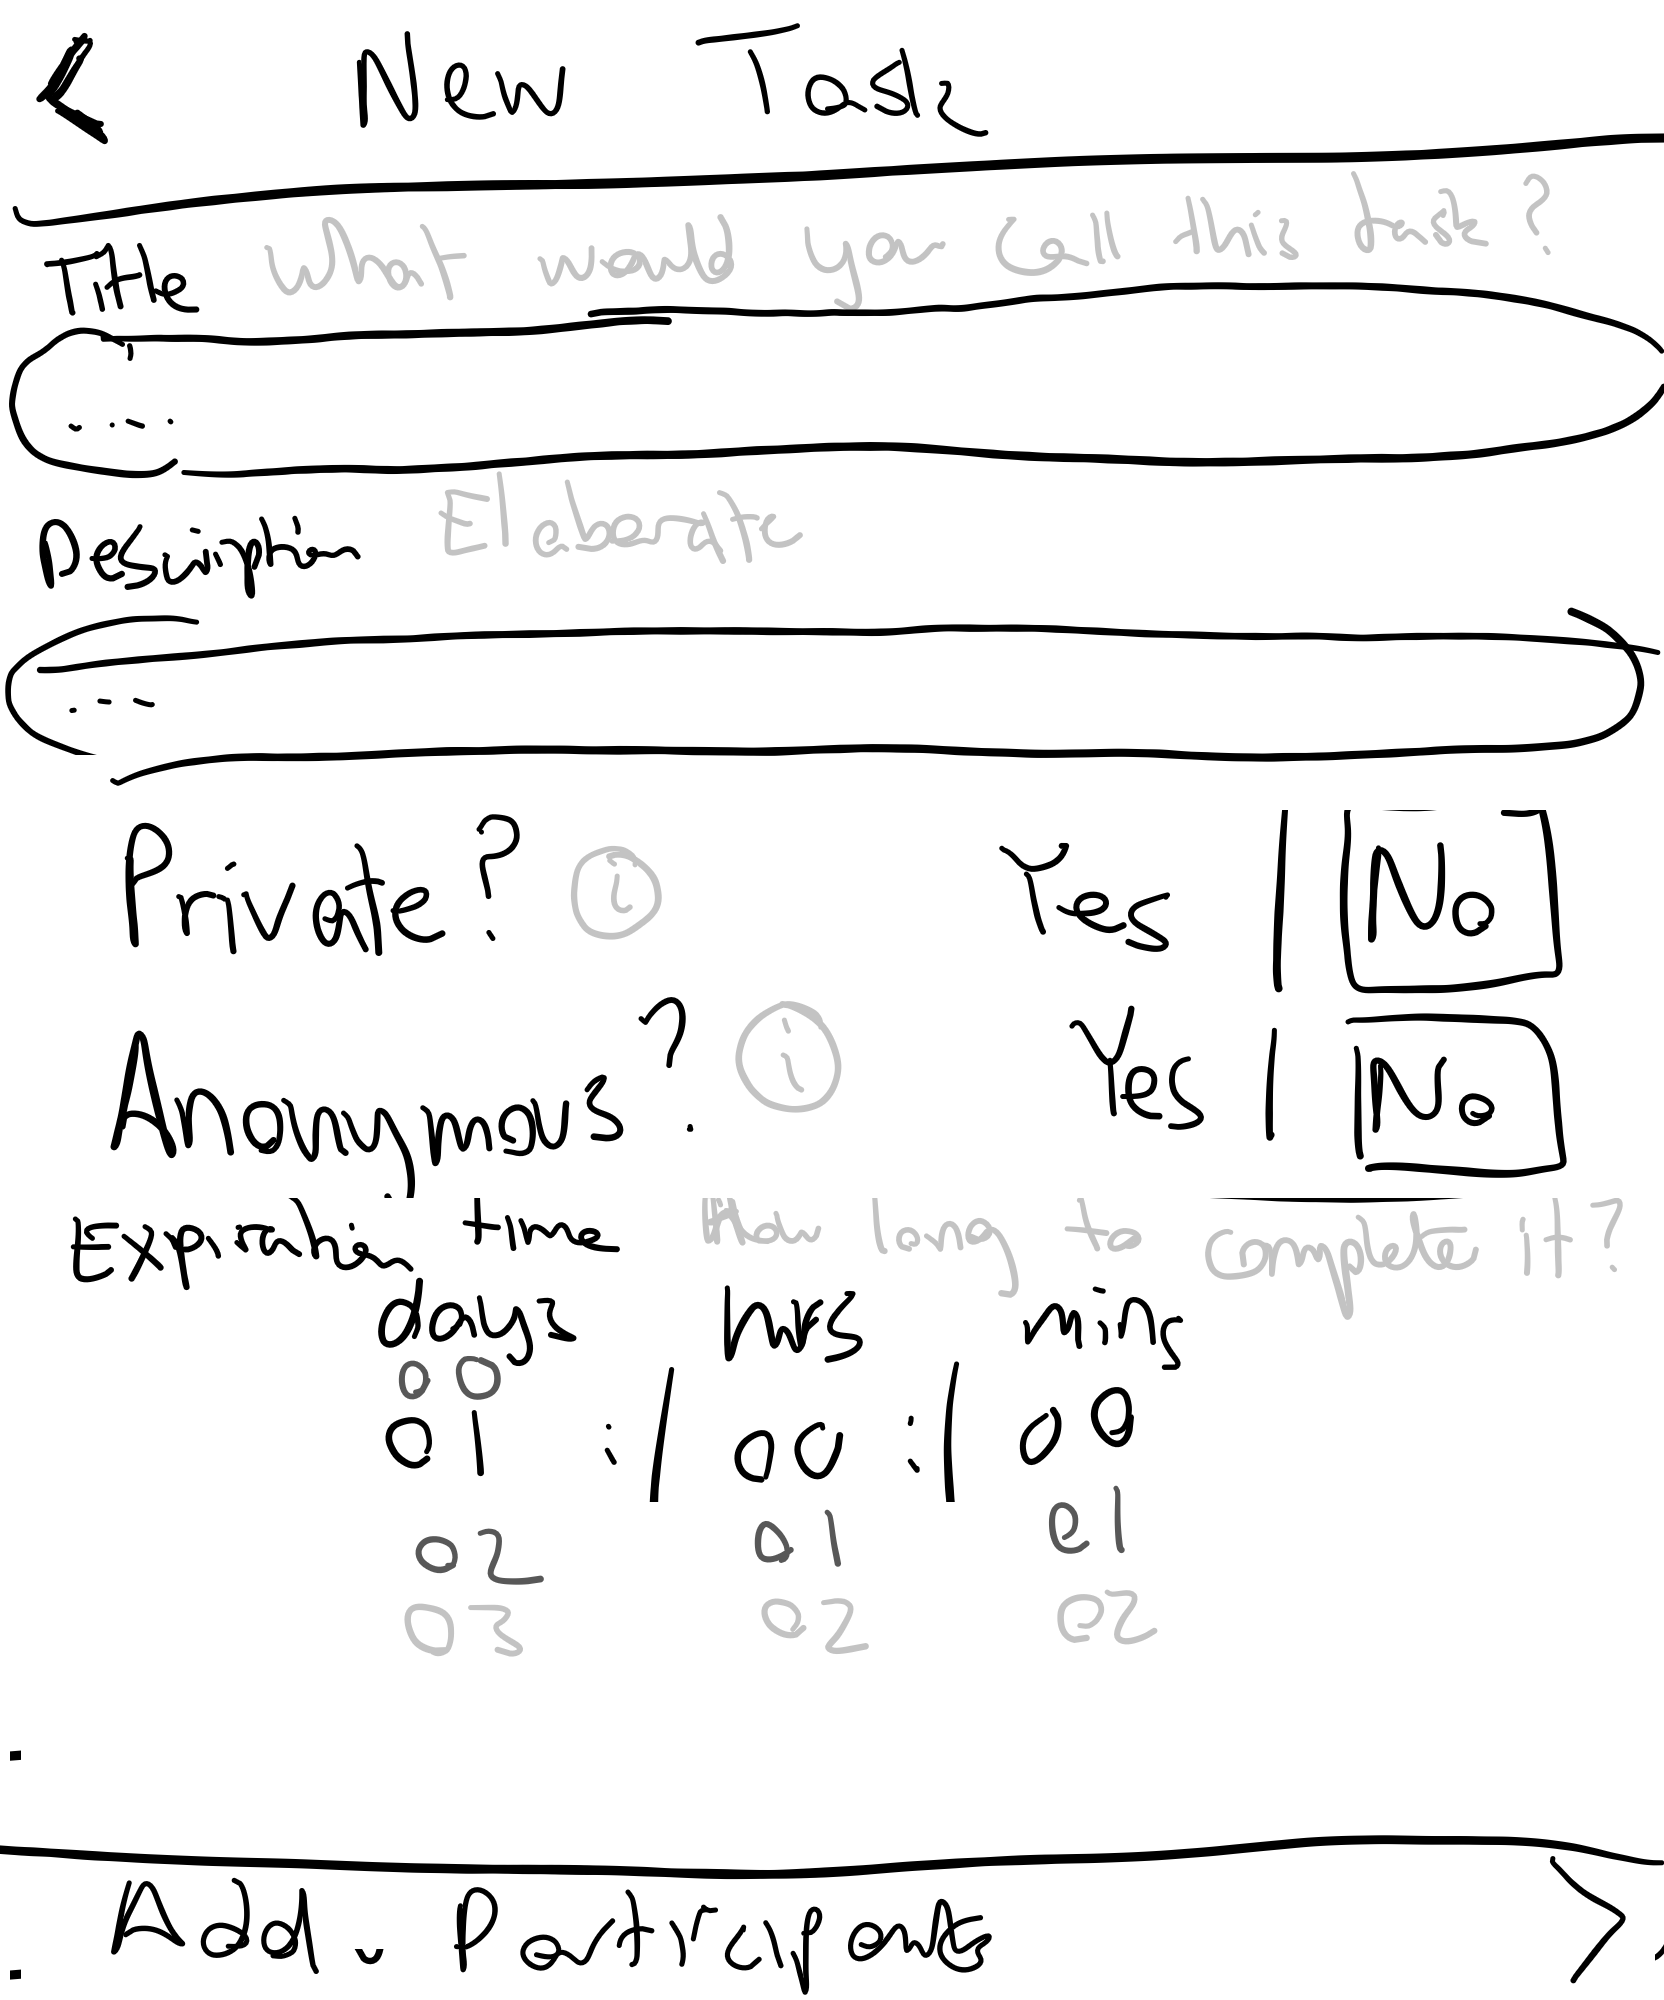 < New Task
Title What would you call this task?
....
Description Elaborate
....
Private? i Yes | No
Anonymous? i Yes | No
Expiration time How long to complete it?
days hrs mins
00
01 :| 00 :| 00
02 01 01
03 02 02
Add Participants >